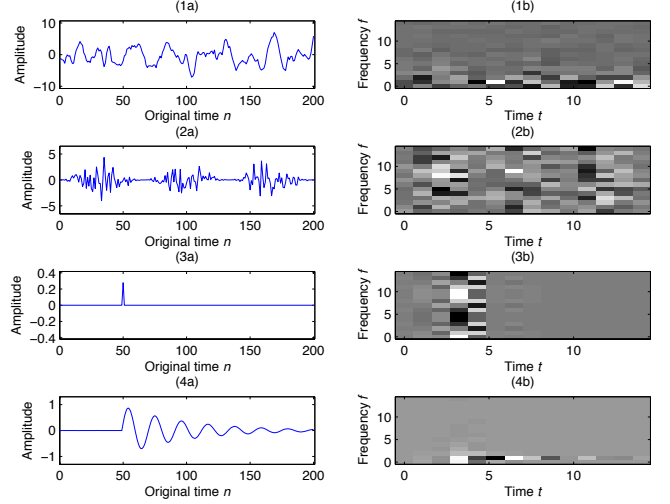 (1a)
(1b)
Amplitude
10
0
−10
0 50 100 150 200
Original time n
Frequency f
10
5
0
0 5 10
Time t
(2a)
(2b)
Amplitude
5
0
−5
0 50 100 150 200
Original time n
Frequency f
10
5
0
0 5 10
Time t
(3a)
(3b)
Amplitude
0.4
0.2
0
−0.2
−0.4
0 50 100 150 200
Original time n
Frequency f
10
5
0
0 5 10
Time t
(4a)
(4b)
Amplitude
1
0
−1
0 50 100 150 200
Original time n
Frequency f
10
5
0
0 5 10
Time t